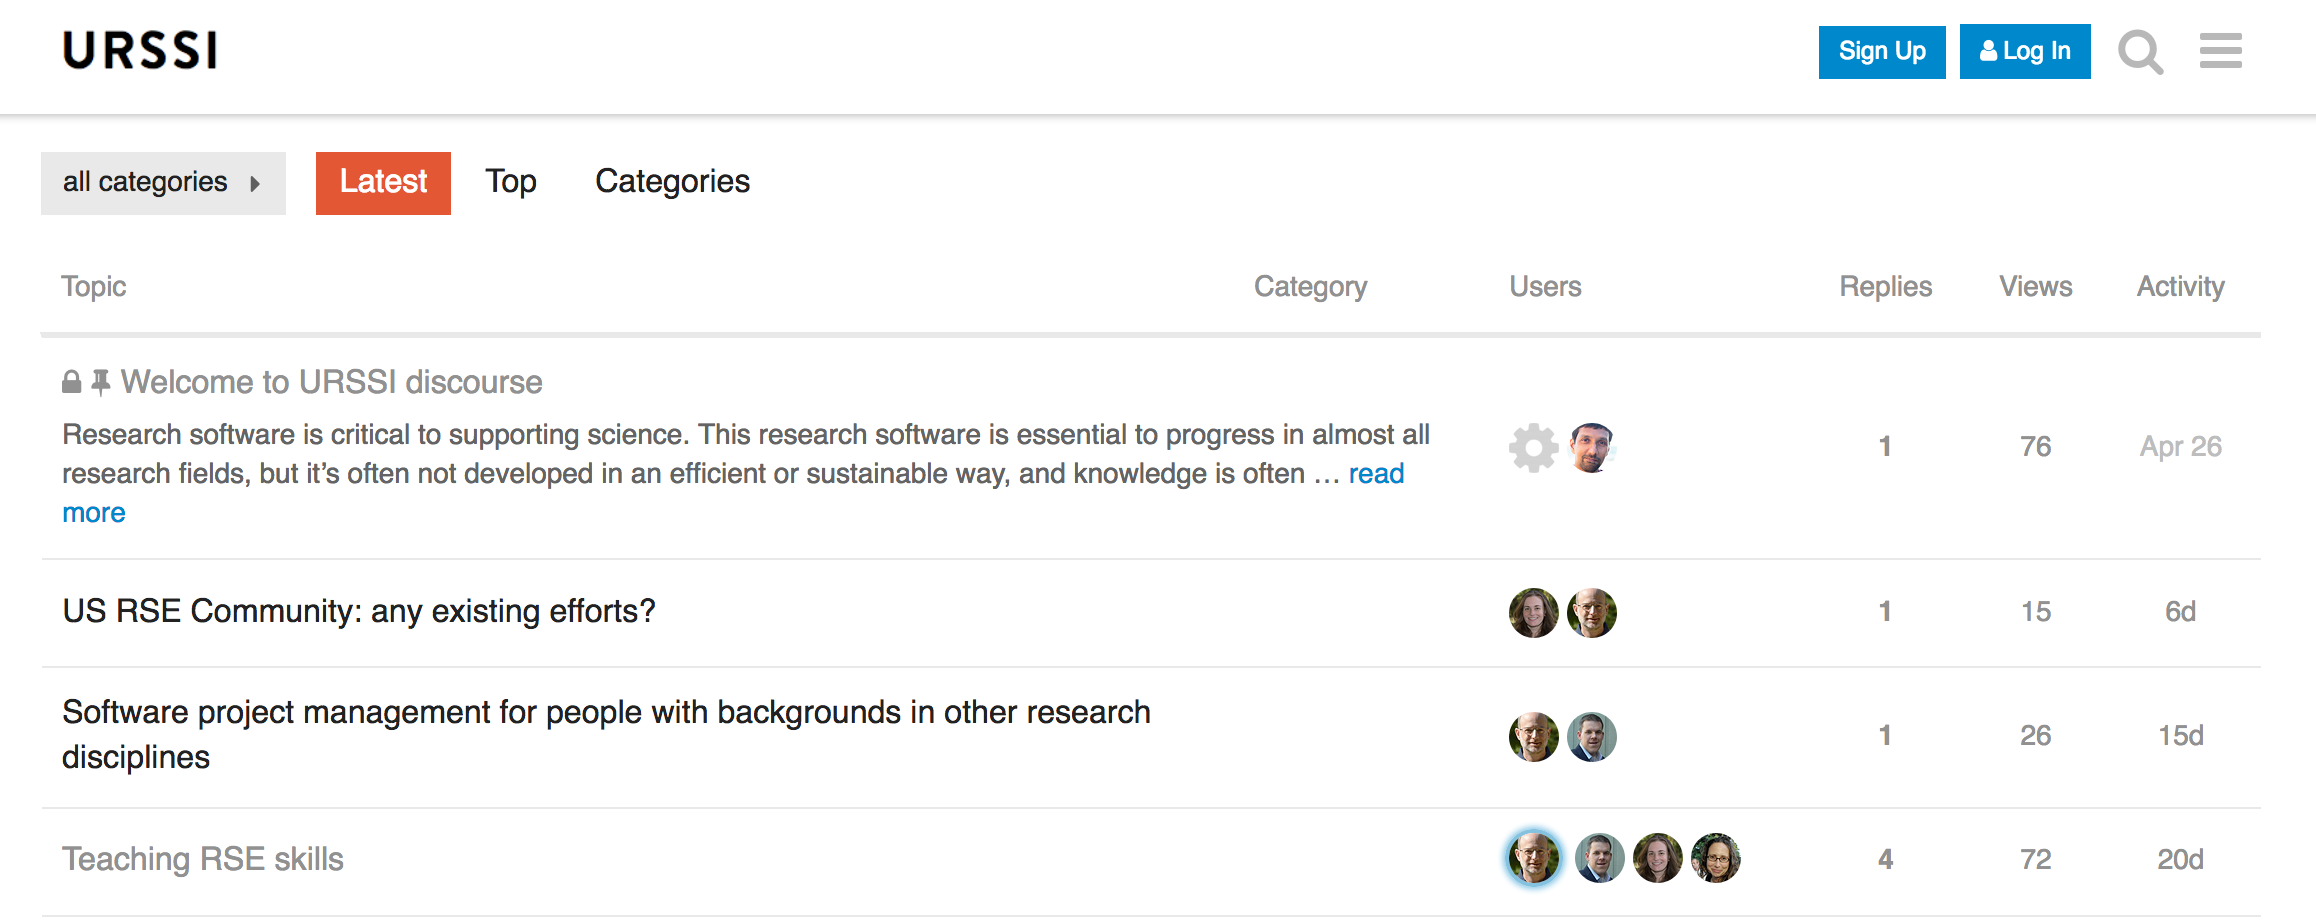 URSSI
Sign Up
Log In
all categories
Latest
Top
Categories
Topic
Category
Users
Replies
Views
Activity
Welcome to URSSI discourse
Research software is critical to supporting science. This research software is essential to progress in almost all
research fields, but it’s often not developed in an efficient or sustainable way, and knowledge is often … read
more
1
76
Apr 26
US RSE Community: any existing efforts?
1
15
6d
Software project management for people with backgrounds in other research
disciplines
1
26
15d
Teaching RSE skills
4
72
20d